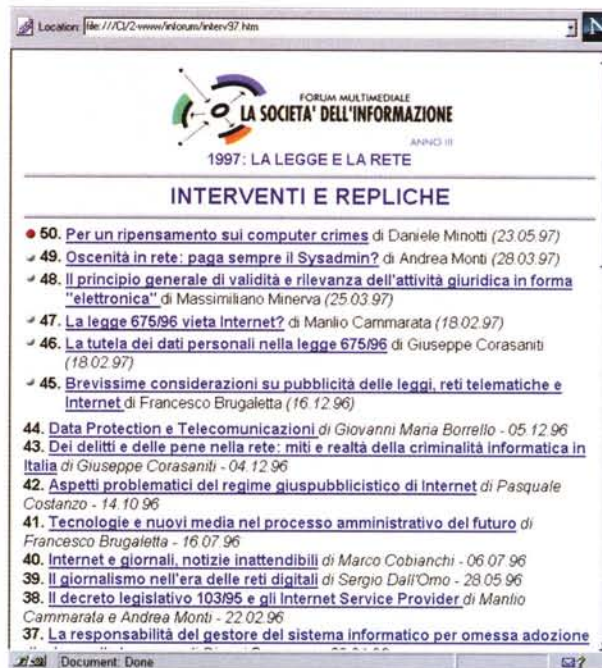 Location: file:///C|/2-www/inforum/interv97.htm
N
FORUM MULTIMEDIALE
LA SOCIETA' DELL'INFORMAZIONE
ANNO III
1997: LA LEGGE E LA RETE
INTERVENTI E REPLICHE
50. Per un ripensamento sui computer crimes di Daniele Minotti (23.05.97)
49. Oscenità in rete: paga sempre il Sysadmin? di Andrea Monti (28.03.97)
48. Il principio generale di validità e rilevanza dell'attività giuridica in forma
"elettronica" di Massimiliano Minerva (25.03.97)
47. La legge 675/96 vieta Internet? di Manlio Cammarata (18.02.97)
46. La tutela dei dati personali nella legge 675/96 di Giuseppe Corasaniti
(18.02.97)
45. Brevissime considerazioni su pubblicità delle leggi, reti telematiche e
Internet di Francesco Brugaletta (16.12.96)
44. Data Protection e Telecomunicazioni di Giovanni Maria Borrello - 05.12.96
43. Dei delitti e delle pene nella rete: miti e realtà della criminalità informatica in
Italia di Giuseppe Corasaniti - 04.12.96
42. Aspetti problematici del regime giuspubblicistico di Internet di Pasquale
Costanzo - 14.10.96
41. Tecnologie e nuovi media nel processo amministrativo del futuro di
Francesco Brugaletta - 16.07.96
40. Internet e giornali, notizie inattendibili di Marco Cobianchi - 06.07.96
39. Il giornalismo nell'era delle reti digitali di Sergio Dall'Omo - 28.05.96
38. Il decreto legislativo 103/95 e gli Internet Service Provider di Manlio
Cammarata e Andrea Monti - 22.02.96
37. La responsabilità del gestore del sistema informatico per omessa adozione
Document: Done